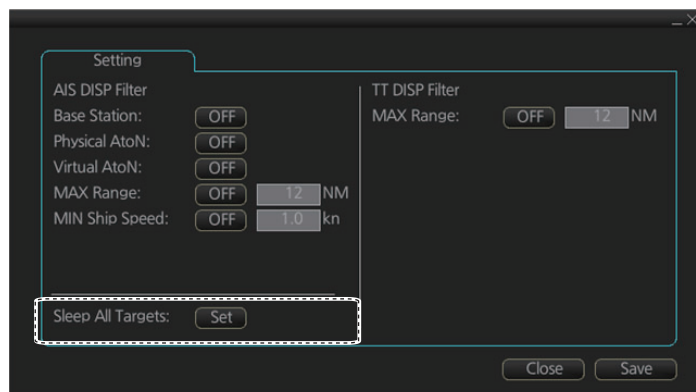 Setting
AIS DISP Filter
Base Station: OFF
Physical AtoN: OFF
Virtual AtoN: OFF
MAX Range: OFF 12 NM
MIN Ship Speed: OFF 1.0 kn
Sleep All Targets: Set
TT DISP Filter
MAX Range: OFF 12 NM
Close Save